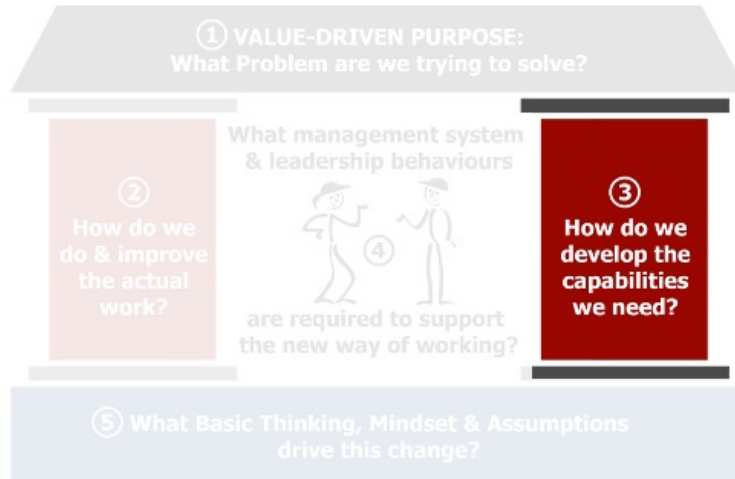 ① VALUE-DRIVEN PURPOSE:
What Problem are we trying to solve?
②
How do we
do & improve
the actual
work?
What management system
& leadership behaviours
④
are required to support
the new way of working?
③
How do we
develop the
capabilities
we need?
⑤ What Basic Thinking, Mindset & Assumptions
drive this change?